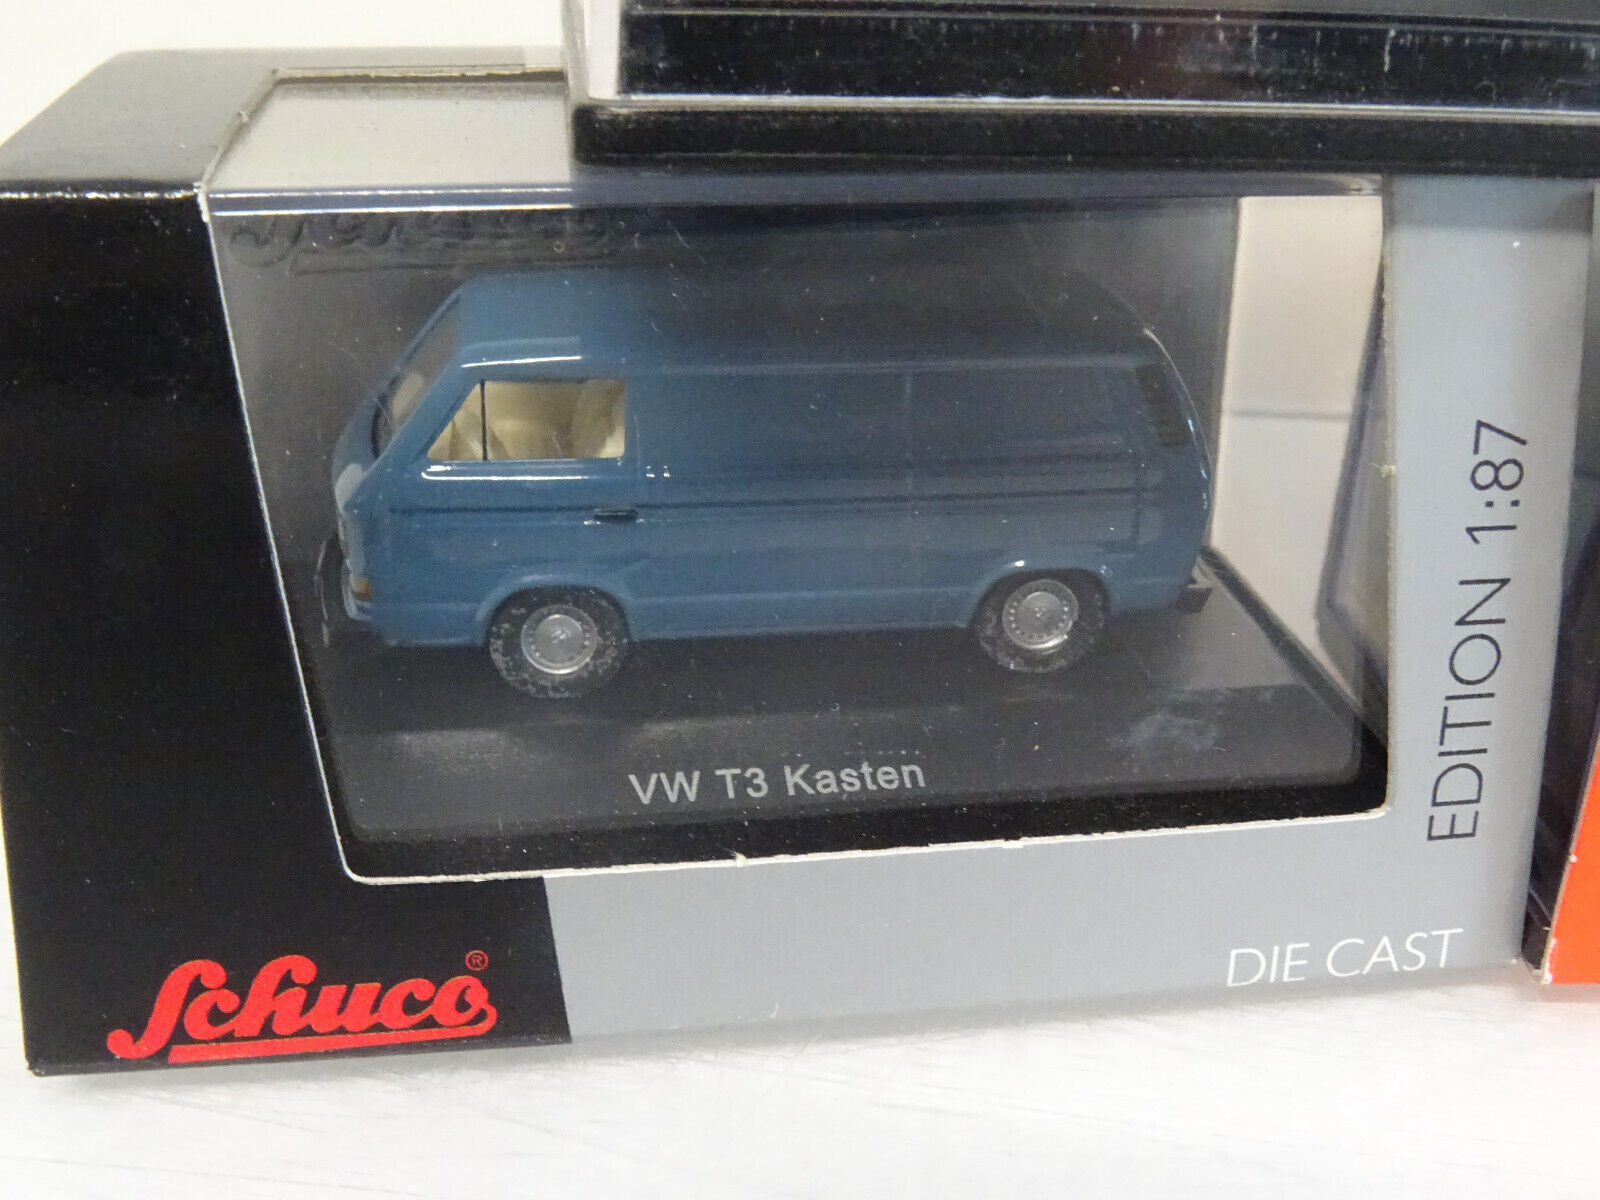 VW T3 Kasten
EDITION 1:87
DIE CAST
Schuco®